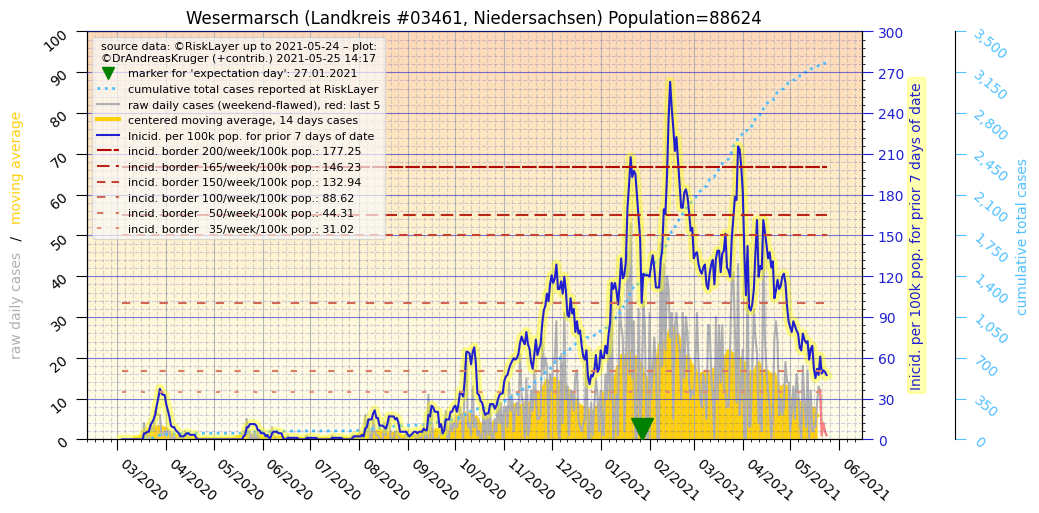 Wesermarsch (Landkreis #03461, Niedersachsen) Population=88624
source data: ©RiskLayer up to 2021-05-24 – plot:
©DrAndreasKruger (+contrib.) 2021-05-25 14:17
marker for 'expectation day': 27.01.2021
cumulative total cases reported at RiskLayer
raw daily cases (weekend-flawed), red: last 5
centered moving average, 14 days cases
Inicid. per 100k pop. for prior 7 days of date
incid. border 200/week/100k pop.: 177.25
incid. border 165/week/100k pop.: 146.23
incid. border 150/week/100k pop.: 132.94
incid. border 100/week/100k pop.: 88.62
incid. border   50/week/100k pop.: 44.31
incid. border   35/week/100k pop.: 31.02
raw daily cases  /  moving average
100
90
80
70
60
50
40
30
20
10
0
03/2020
04/2020
05/2020
06/2020
07/2020
08/2020
09/2020
10/2020
11/2020
12/2020
01/2021
02/2021
03/2021
04/2021
05/2021
06/2021
300
270
240
210
180
150
120
90
60
30
0
Inicid. per 100k pop. for prior 7 days of date
3,500
3,150
2,800
2,450
2,100
1,750
1,400
1,050
700
350
0
cumulative total cases